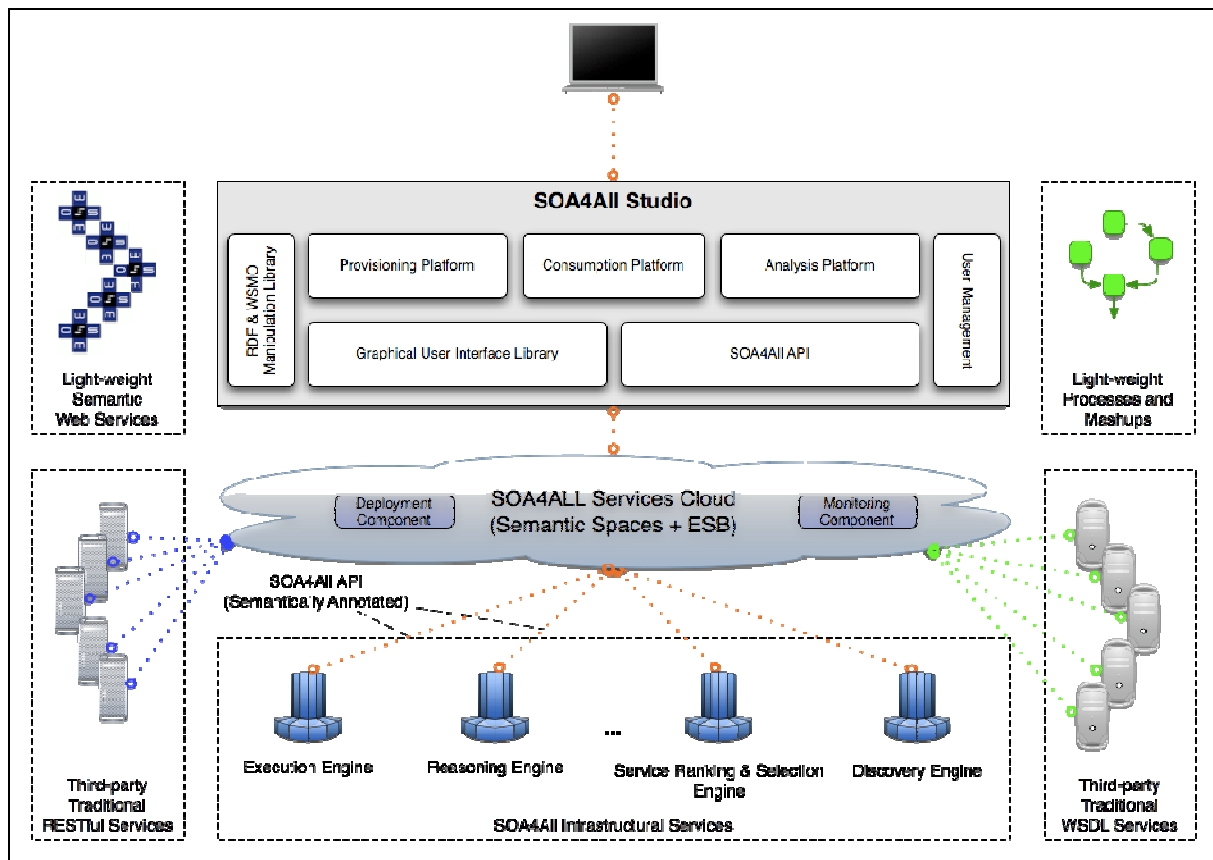 SOA4All Studio
RDF & WSMO
Manipulation Library
Provisioning Platform
Consumption Platform
Analysis Platform
User Management
Graphical User Interface Library
SOA4All API
Light-weight
Semantic
Web Services
Light-weight
Processes and
Mashups
Deployment
Component
SOA4ALL Services Cloud
(Semantic Spaces + ESB)
Monitoring
Component
SOA4All API
(Semantically Annotated)
...
Execution Engine
Reasoning Engine
Service Ranking & Selection
Engine
Discovery Engine
SOA4All Infrastructural Services
Third-party
Traditional
RESTful Services
Third-party
Traditional
WSDL Services